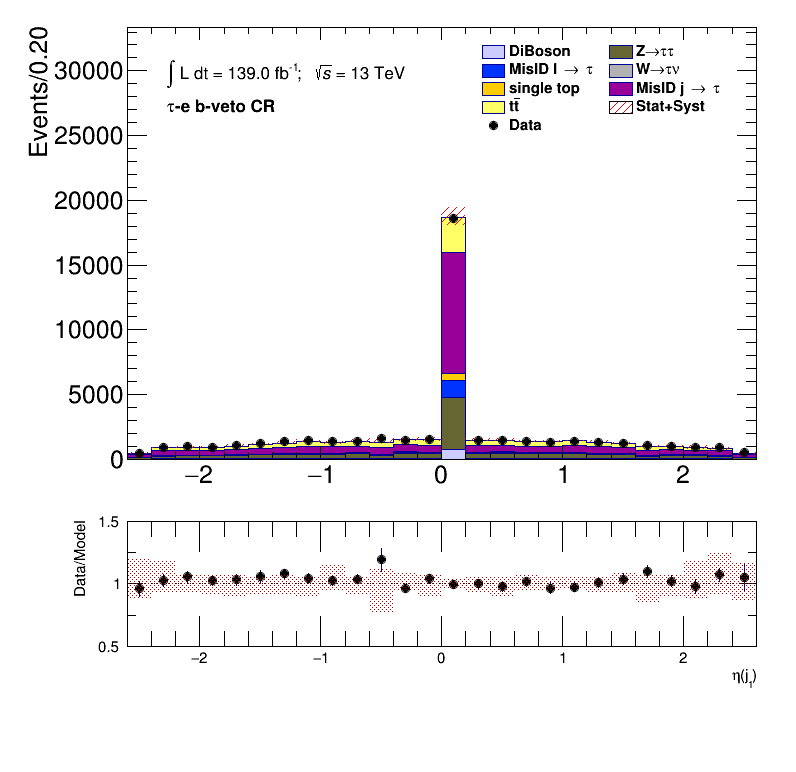 Events/0.20
30000
25000
20000
15000
10000
5000
0
∫ L dt = 139.0 fb⁻¹; √s = 13 TeV
τ-e b-veto CR
DiBoson
MisID l → τ
single top
tt̄
Data
Z→ττ
W→τν
MisID j → τ
Stat+Syst
−2 −1 0 1 2
Data/Model
1.5
1
0.5
−2 −1 0 1 2
η(j₁)